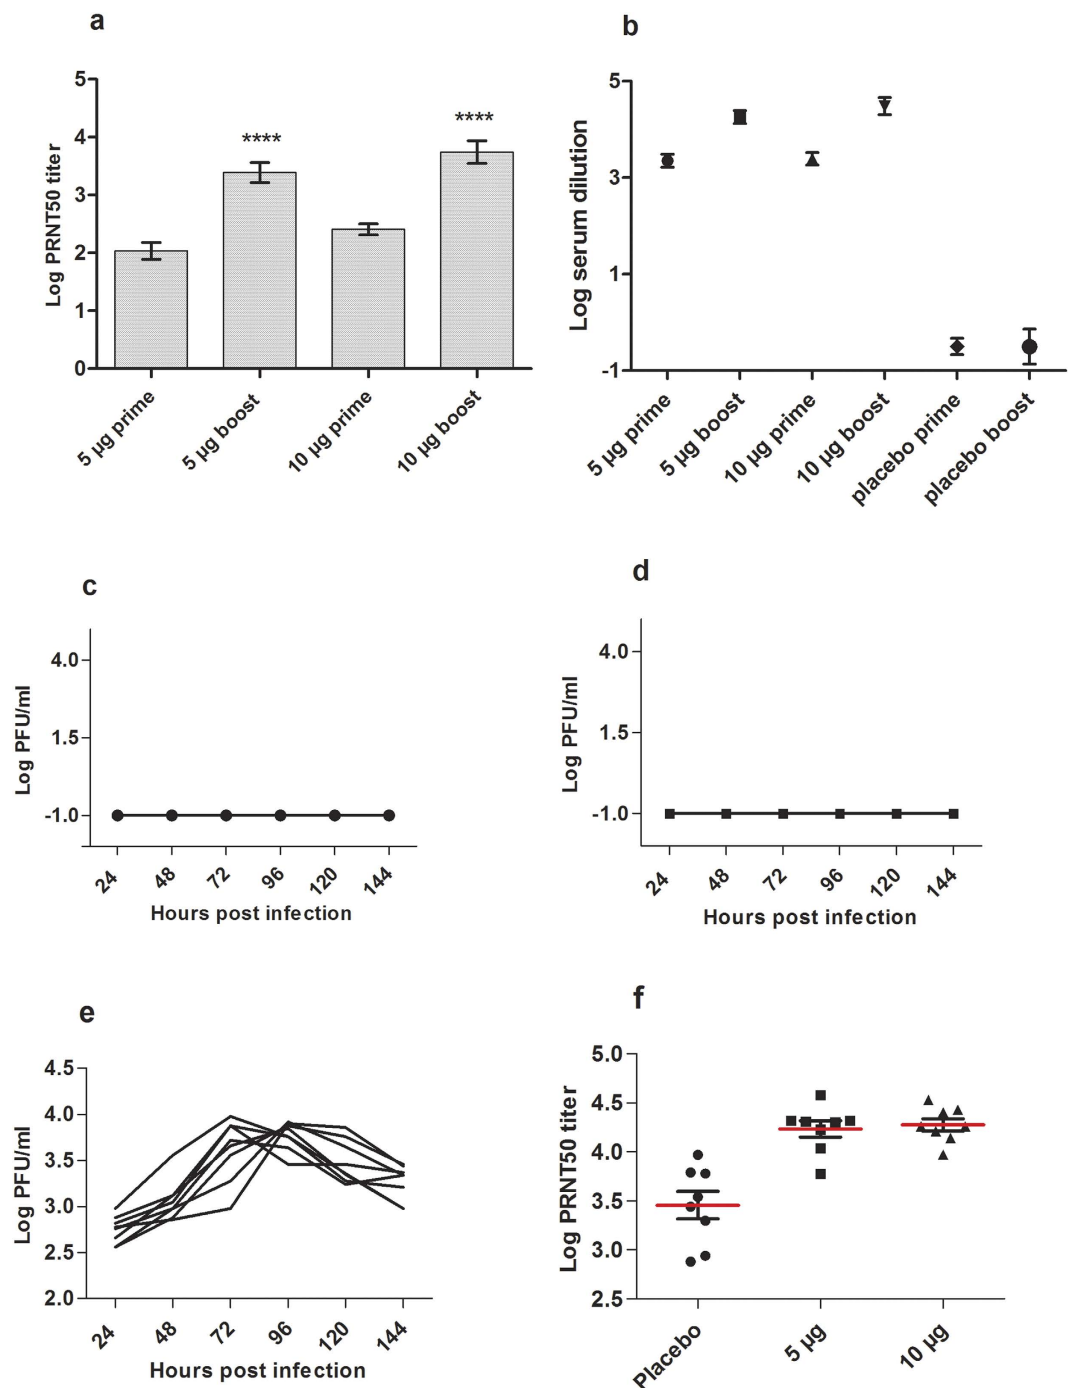 a
Log PRNT50 titer
5
4
3
2
1
0
****
****
5 µg prime
5 µg boost
10 µg prime
10 µg boost
b
Log serum dilution
5
3
1
-1
5 µg prime
5 µg boost
10 µg prime
10 µg boost
placebo prime
placebo boost
c
Log PFU/ml
4.0
1.5
-1.0
24
48
72
96
120
144
Hours post infection
d
Log PFU/ml
4.0
1.5
-1.0
24
48
72
96
120
144
Hours post infection
e
Log PFU/ml
4.5
4.0
3.5
3.0
2.5
2.0
24
48
72
96
120
144
Hours post infection
f
Log PRNT50 titer
5.0
4.5
4.0
3.5
3.0
2.5
Placebo
5 µg
10 µg